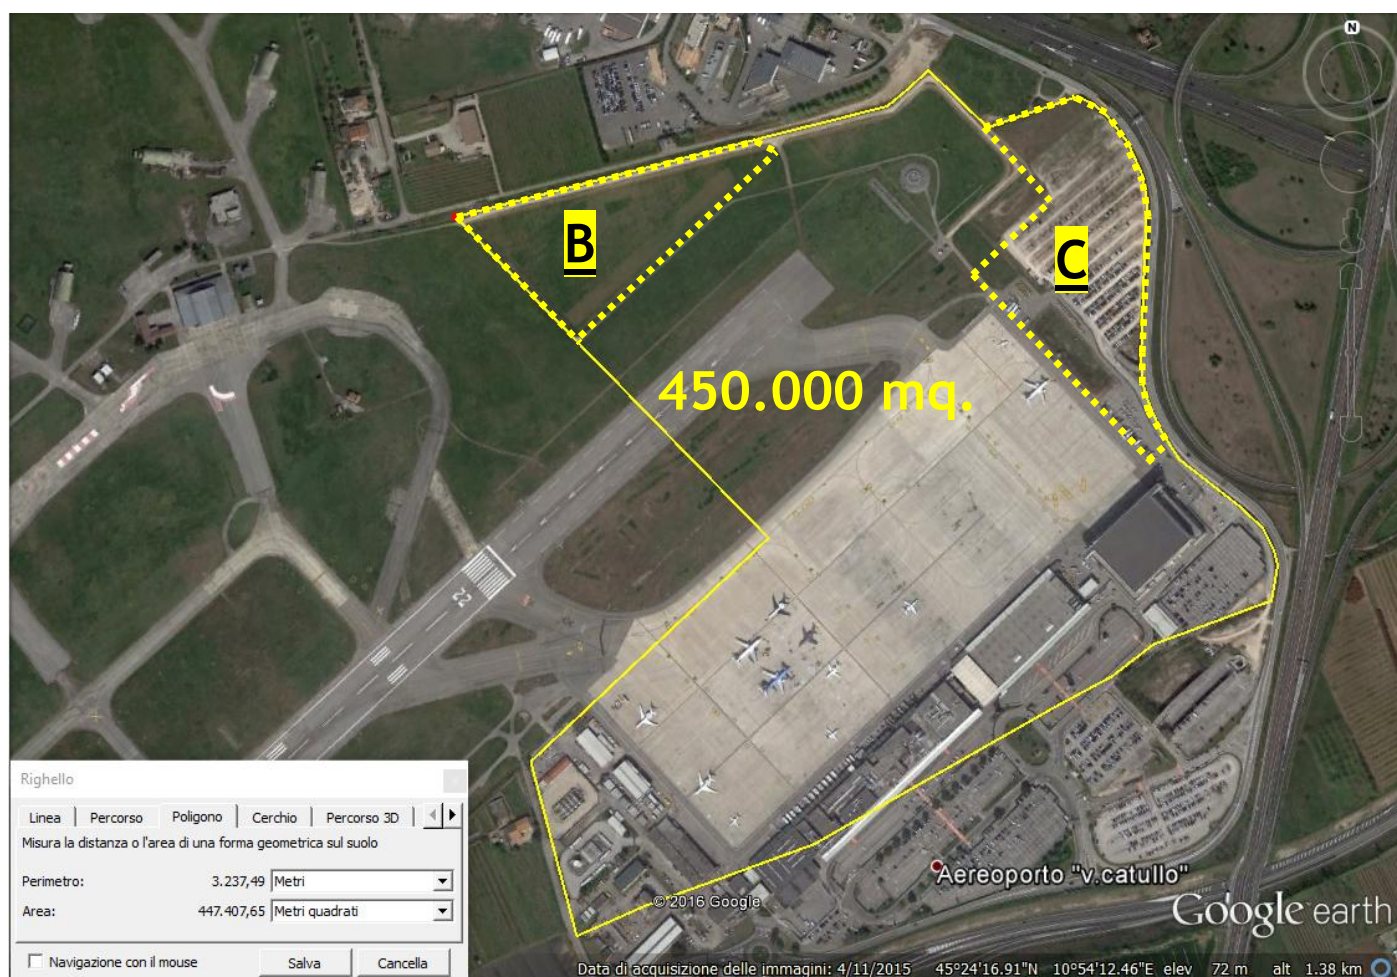 N
B
C
450.000 mq.
22
Righello
Linea
Percorso
Poligono
Cerchio
Percorso 3D
Misura la distanza o l'area di una forma geometrica sul suolo
Perimetro: 3.237,49 Metri
Area: 447.407,65 Metri quadrati
Navigazione con il mouse
Salva
Cancella
Aereoporto "v.catullo"
© 2016 Google
Google earth
Data di acquisizione delle immagini: 4/11/2015 45°24'16.91"N 10°54'12.46"E elev 72 m alt 1.38 km